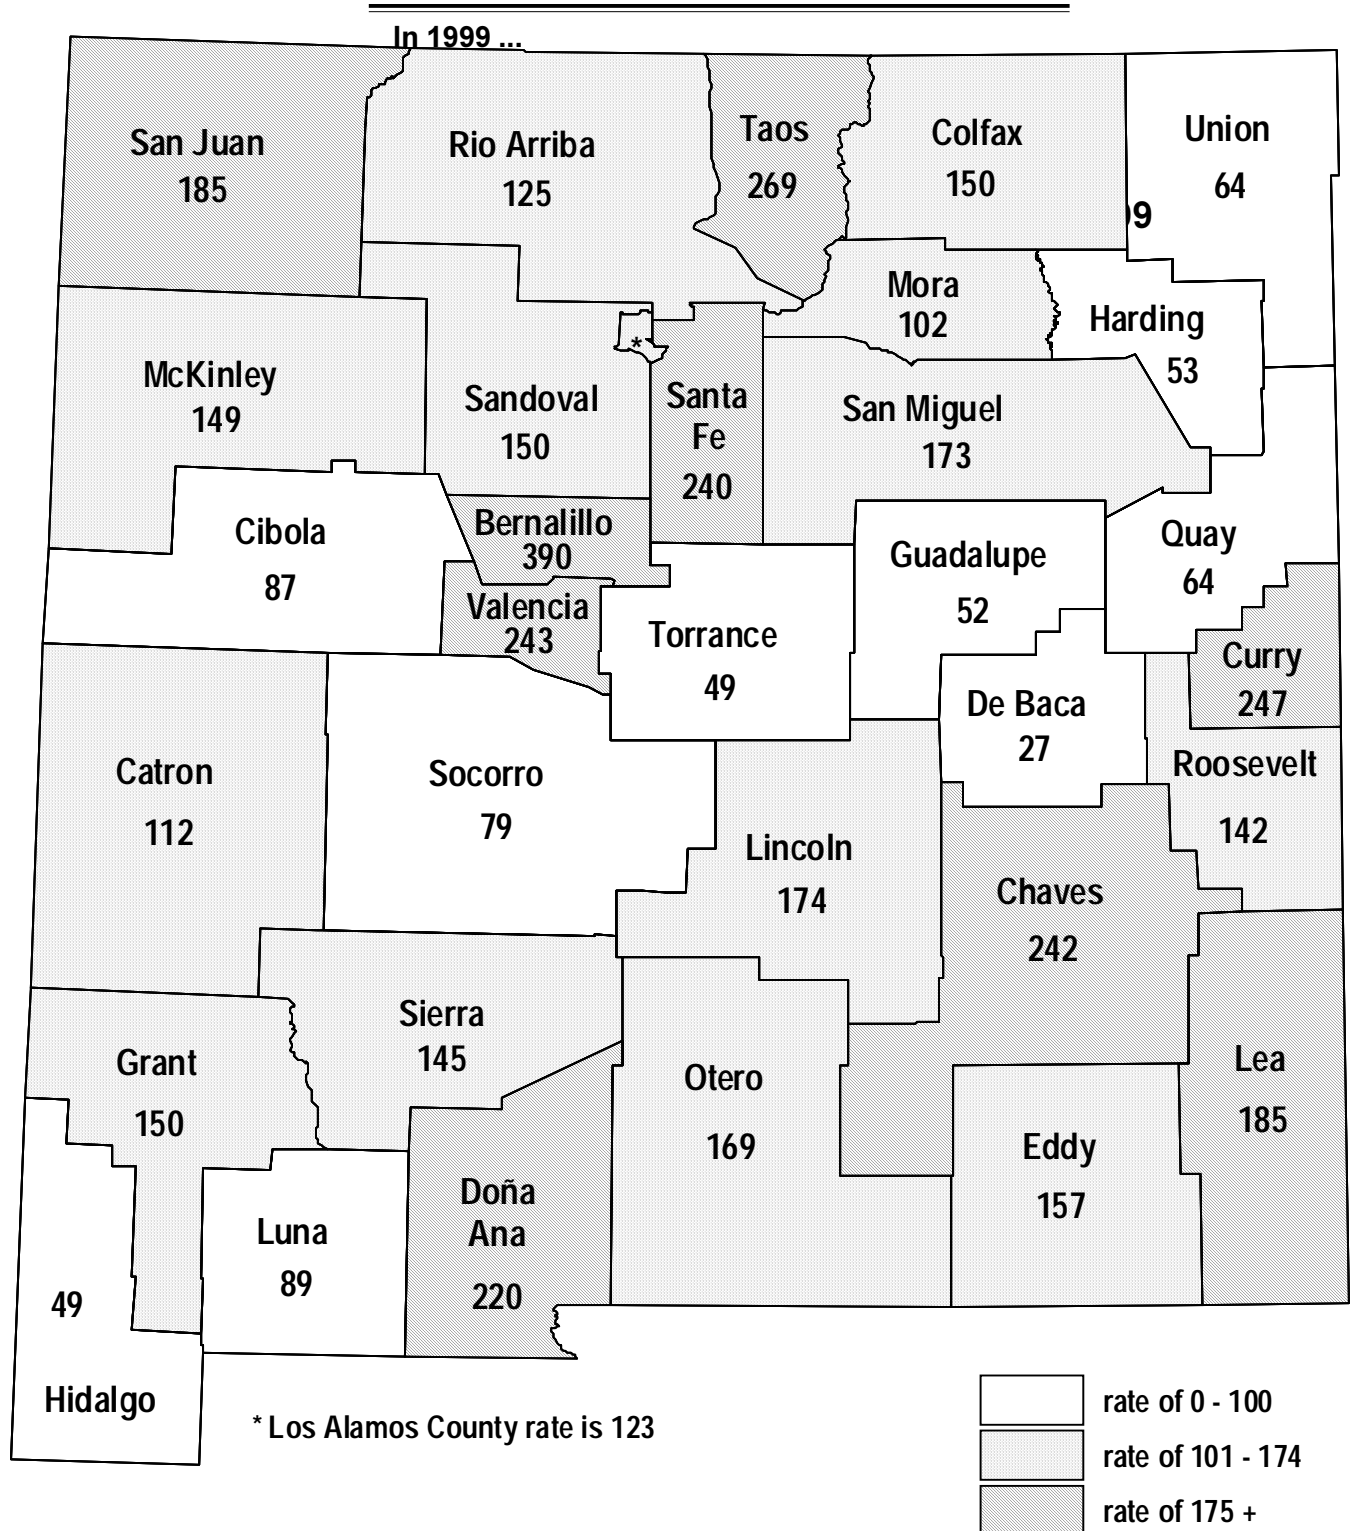 In 1999 ...
San Juan
185
Rio Arriba
125
Taos
269
Colfax
150
Union
64
99
Mora
102
Harding
53
McKinley
149
Sandoval
150
*
Santa
Fe
240
San Miguel
173
Cibola
87
Bernalillo
390
Valencia
243
Torrance
49
Guadalupe
52
Quay
64
Curry
247
De Baca
27
Roosevelt
142
Catron
112
Socorro
79
Lincoln
174
Chaves
242
Sierra
145
Grant
150
Otero
169
Lea
185
Eddy
157
Doña
Ana
220
Luna
89
49
Hidalgo
* Los Alamos County rate is 123
rate of 0 - 100
rate of 101 - 174
rate of 175 +